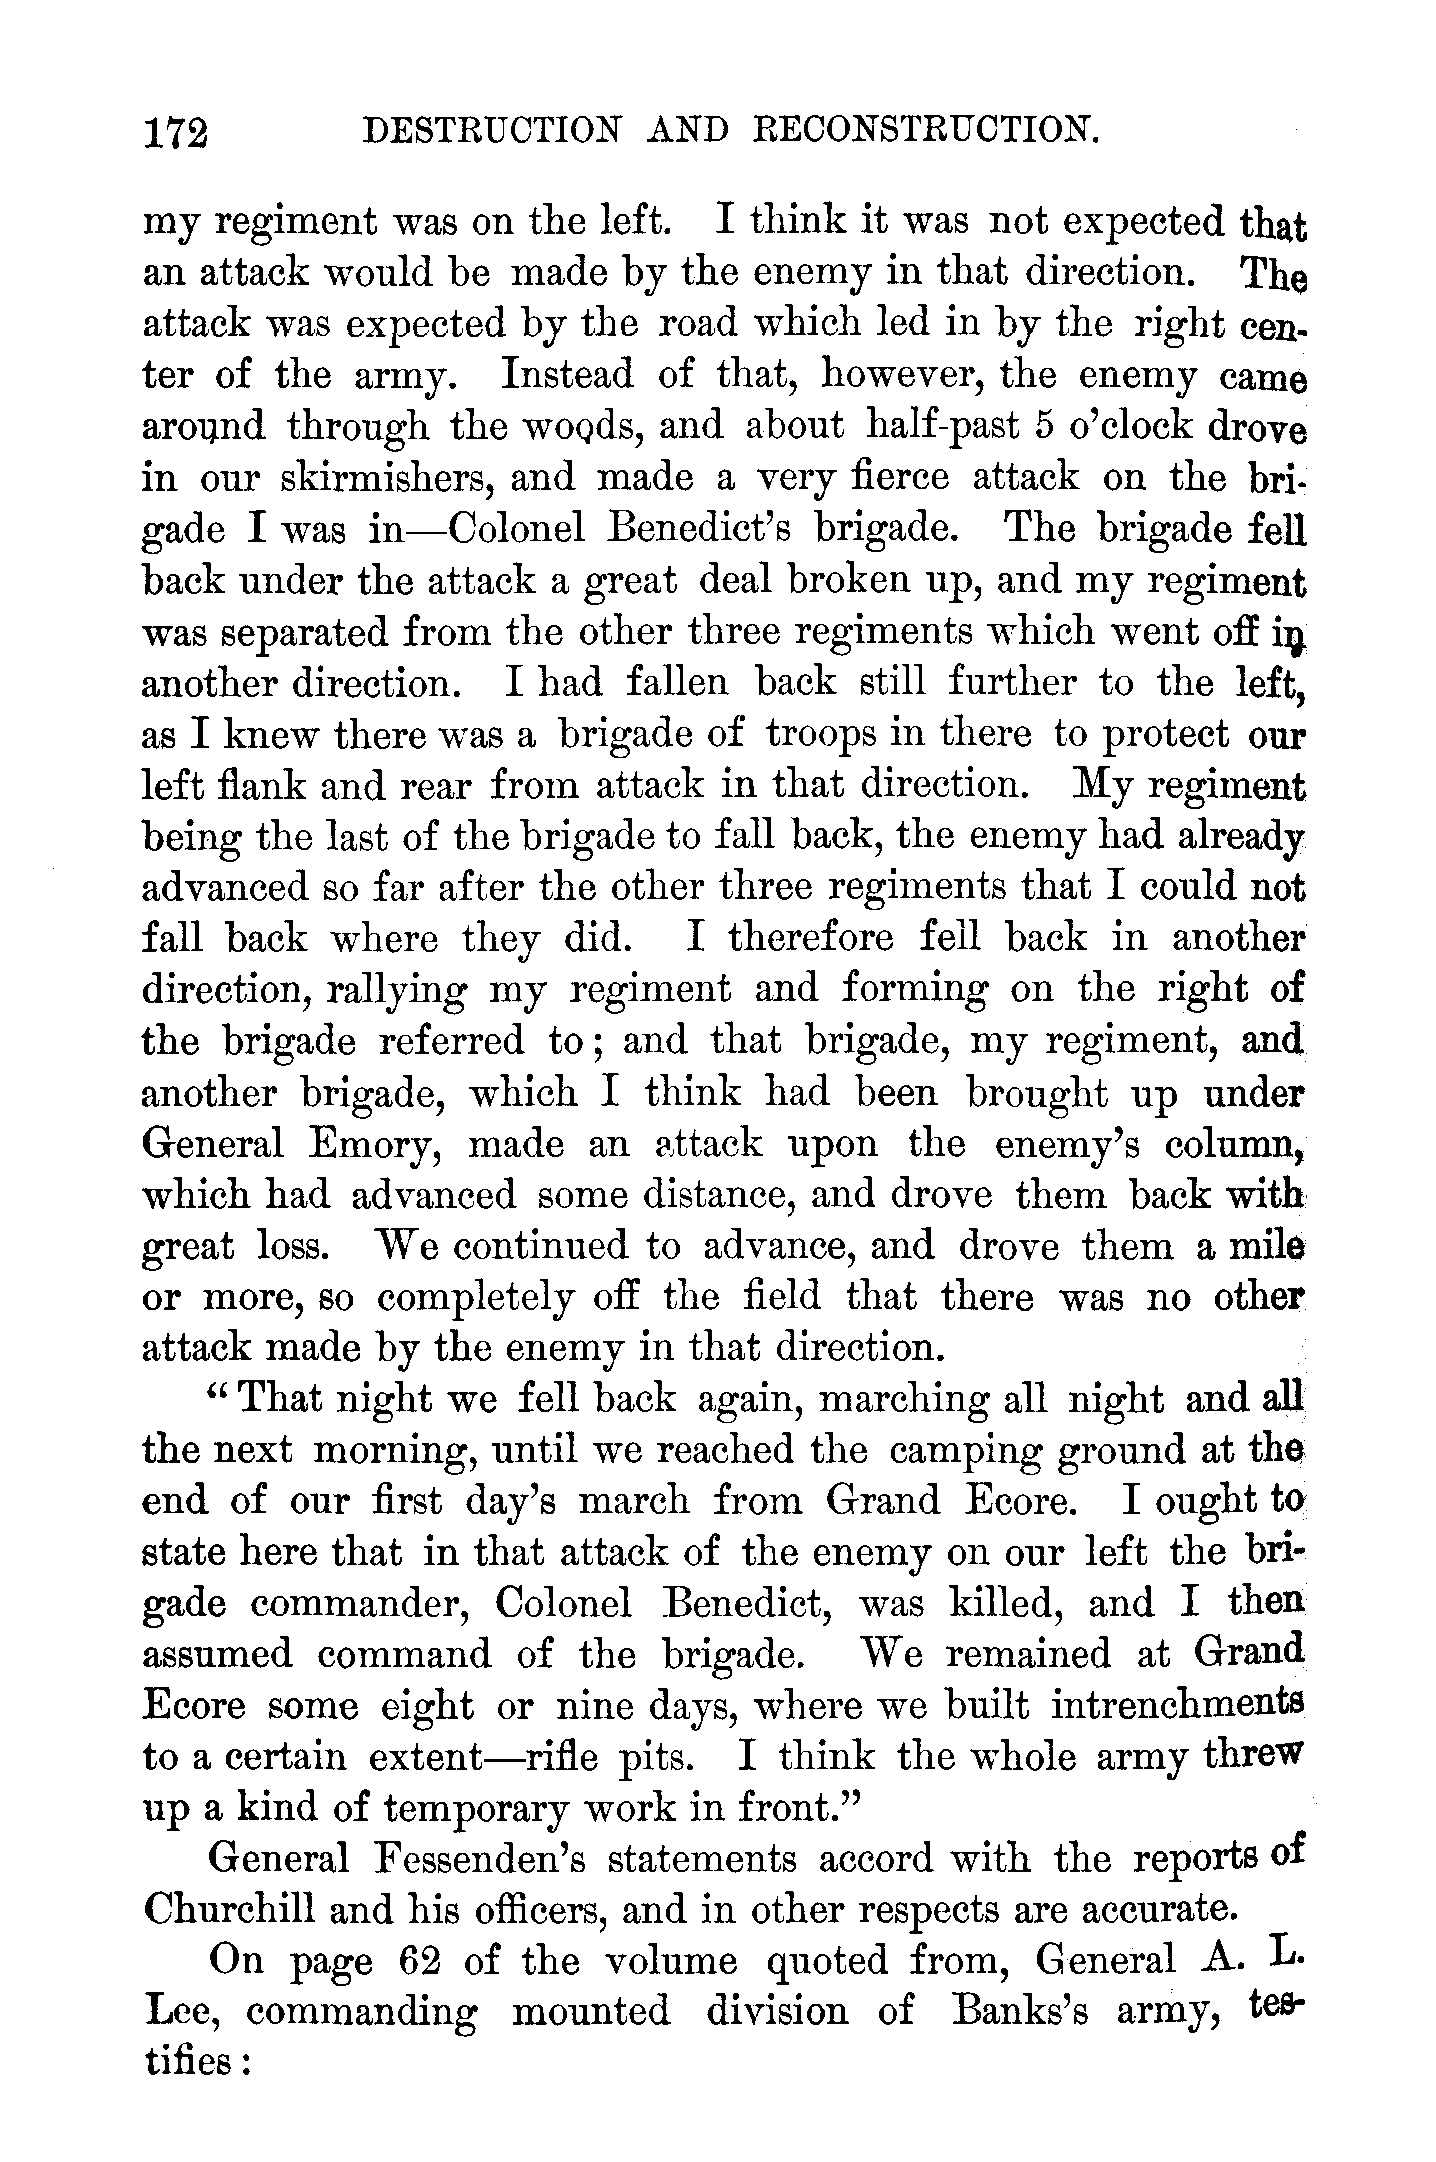 172 DESTRUCTION AND RECONSTRUCTION.
my regiment was on the left. I think it was not expected that
an attack would be made by the enemy in that direction. The
attack was expected by the road which led in by the right cen-
ter of the army. Instead of that, however, the enemy came
around through the woods, and about half-past 5 o'clock drove
in our skirmishers, and made a very fierce attack on the bri-
gade I was in—Colonel Benedict's brigade. The brigade fell
back under the attack a great deal broken up, and my regiment
was separated from the other three regiments which went off in
another direction. I had fallen back still further to the left,
as I knew there was a brigade of troops in there to protect our
left flank and rear from attack in that direction. My regiment
being the last of the brigade to fall back, the enemy had already
advanced so far after the other three regiments that I could not
fall back where they did. I therefore fell back in another
direction, rallying my regiment and forming on the right of
the brigade referred to; and that brigade, my regiment, and
another brigade, which I think had been brought up under
General Emory, made an attack upon the enemy's column,
which had advanced some distance, and drove them back with
great loss. We continued to advance, and drove them a mile
or more, so completely off the field that there was no other
attack made by the enemy in that direction.
"That night we fell back again, marching all night and all
the next morning, until we reached the camping ground at the
end of our first day's march from Grand Ecore. I ought to
state here that in that attack of the enemy on our left the bri-
gade commander, Colonel Benedict, was killed, and I then
assumed command of the brigade. We remained at Grand
Ecore some eight or nine days, where we built intrenchments
to a certain extent—rifle pits. I think the whole army threw
up a kind of temporary work in front."
General Fessenden's statements accord with the reports of
Churchill and his officers, and in other respects are accurate.
On page 62 of the volume quoted from, General A. L.
Lee, commanding mounted division of Banks's army, tes-
tifies: